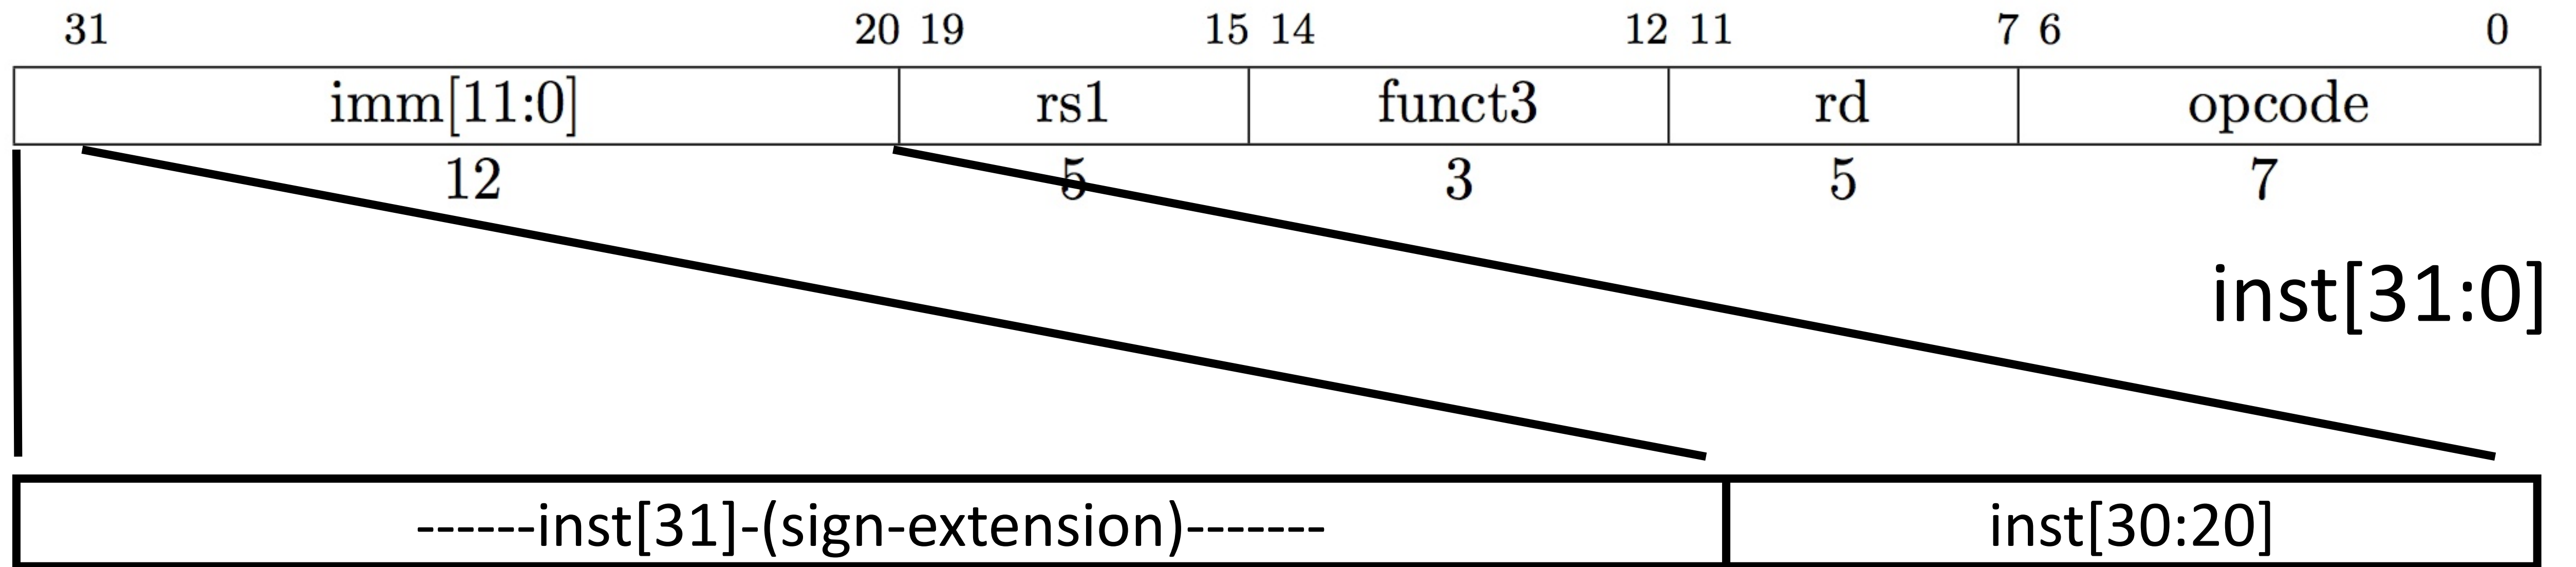 31 20 19 15 14 12 11 7 6 0
imm[11:0] rs1 funct3 rd opcode
12 5 3 5 7
inst[31:0]
------inst[31]-(sign-extension)------- inst[30:20]